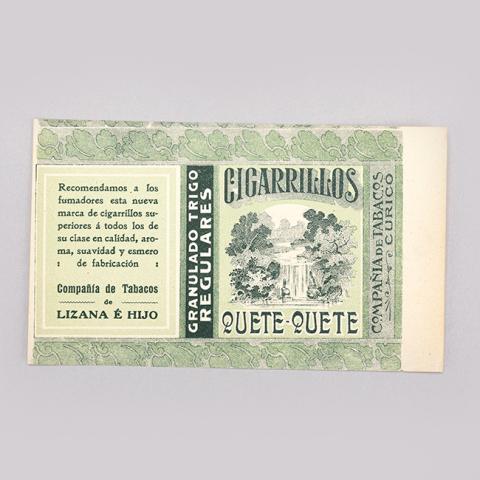 Recomendamos a los
fumadores esta nueva
marca de cigarrillos su-
periores á todos los de
su clase en calidad, aro-
ma, suavidad y esmero
: de fabricación :
Compañía de Tabacos
de
LIZANA É HIJO
GRANULADO TRIGO
REGULARES
CIGARRILLOS
QUETE-QUETE
COMPAÑIA DE TABACOS
CURICÓ